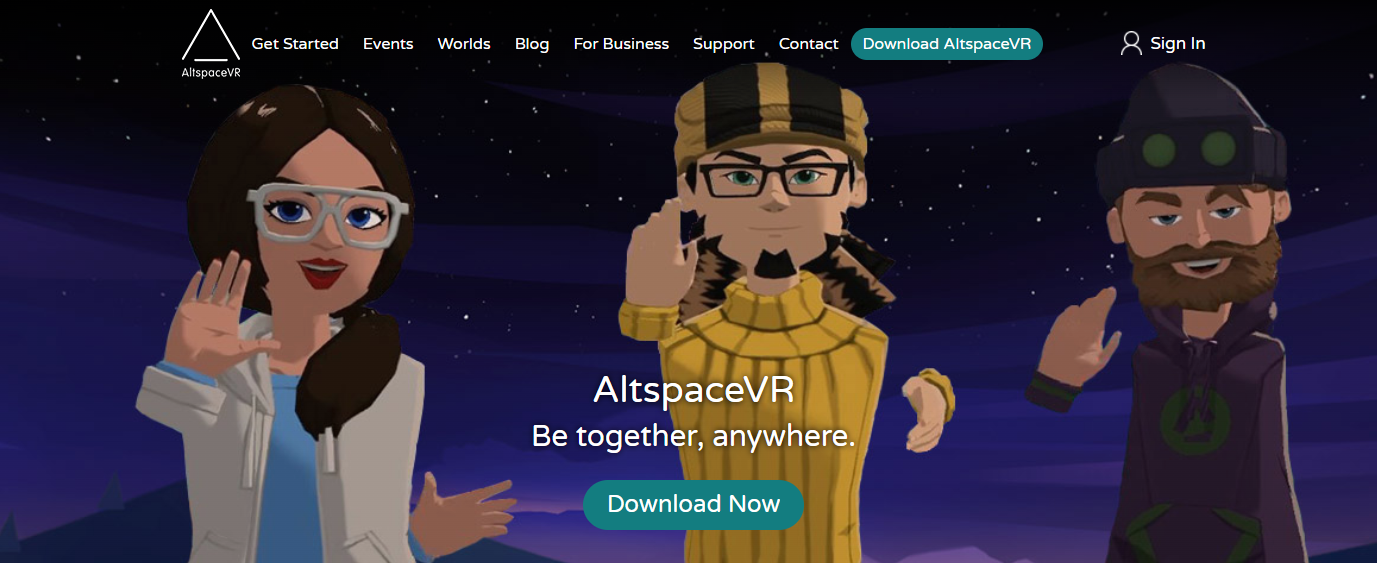 AltspaceVR
Get Started Events Worlds Blog For Business Support Contact Download AltspaceVR Sign In
AltspaceVR
Be together, anywhere.
Download Now